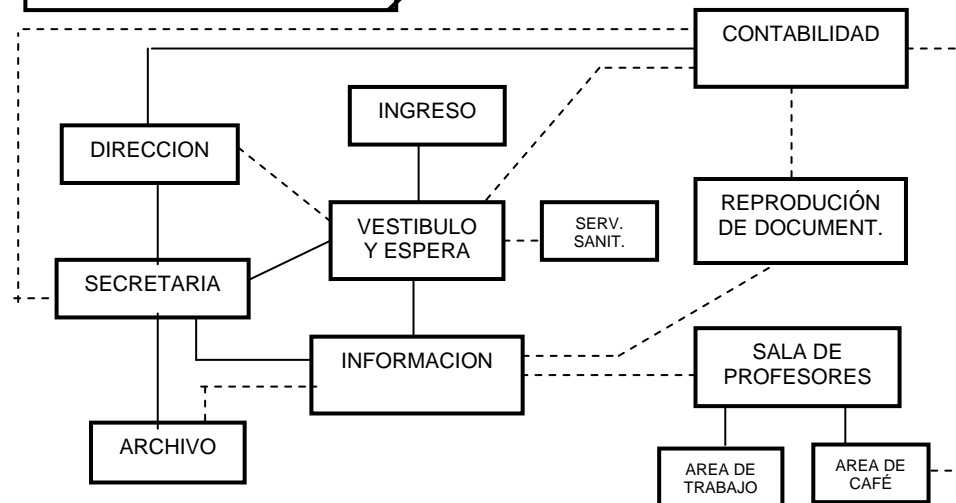 CONTABILIDAD
INGRESO
DIRECCION
VESTIBULO
Y ESPERA
SERV.
SANIT.
REPRODUCIÓN
DE DOCUMENT.
SECRETARIA
INFORMACION
SALA DE
PROFESORES
ARCHIVO
AREA DE
TRABAJO
AREA DE
CAFÉ